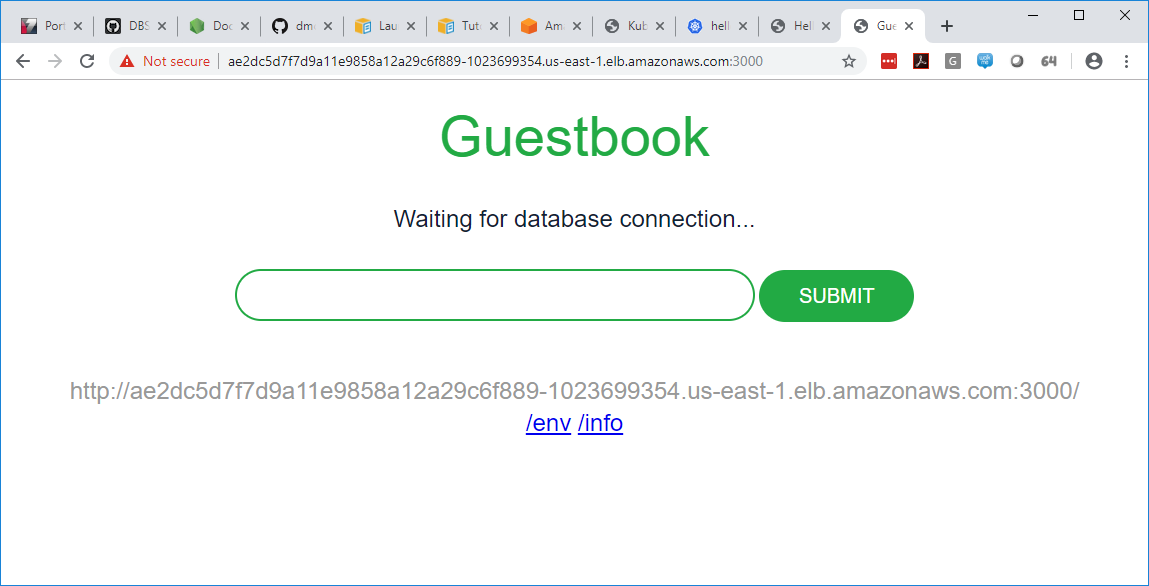 Por DBS Doc dm Lau Tut Am Kub hell Hell Gue
Not secure ae2dc5d7f7d9a11e9858a12a29c6f889-1023699354.us-east-1.elb.amazonaws.com:3000
G 64
Guestbook
Waiting for database connection...
SUBMIT
http://ae2dc5d7f7d9a11e9858a12a29c6f889-1023699354.us-east-1.elb.amazonaws.com:3000/
/env /info